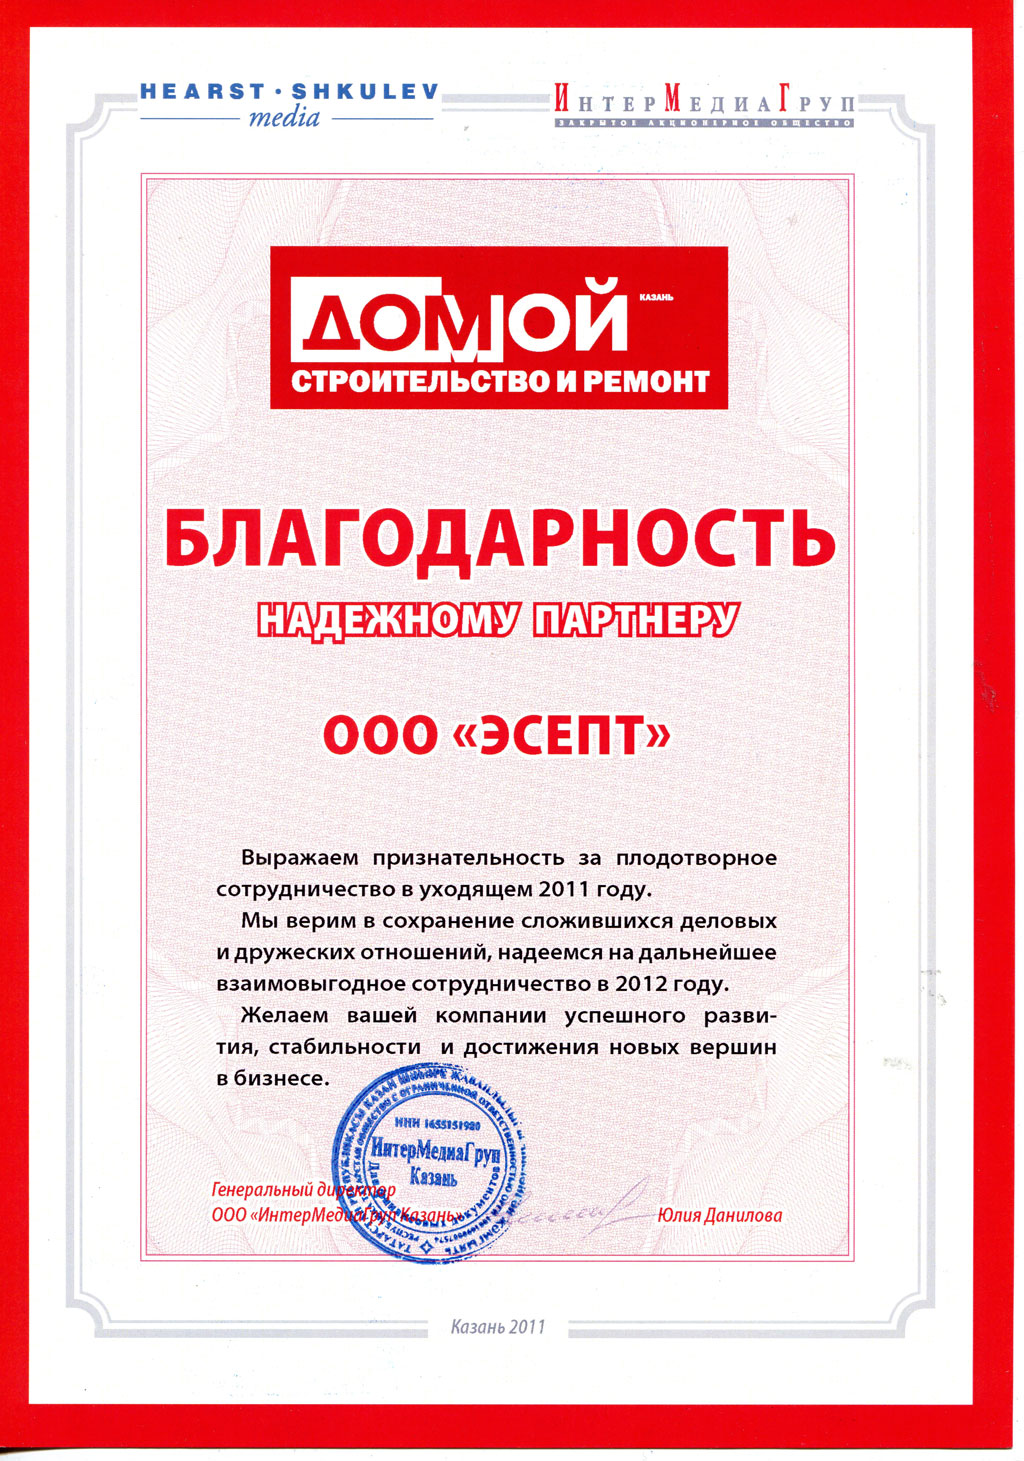 HEARST · SHKULEV
media
ИНТЕРМЕДИАГРУП
ЗАКРЫТОЕ АКЦИОНЕРНОЕ ОБЩЕСТВО
ДОМОЙ
КАЗАНЬ
СТРОИТЕЛЬСТВО И РЕМОНТ
БЛАГОДАРНОСТЬ
НАДЕЖНОМУ ПАРТНЕРУ
ООО «ЭСЕПТ»
Выражаем признательность за плодотворное
сотрудничество в уходящем 2011 году.
Мы верим в сохранение сложившихся деловых
и дружеских отношений, надеемся на дальнейшее
взаимовыгодное сотрудничество в 2012 году.
Желаем вашей компании успешного разви-
тия, стабильности и достижения новых вершин
в бизнесе.
ИНН 1655151980
ИнтерМедиаГруп
Казань
Генеральный директор
ООО «ИнтерМедиаГруп Казань»
Юлия Данилова
Казань 2011